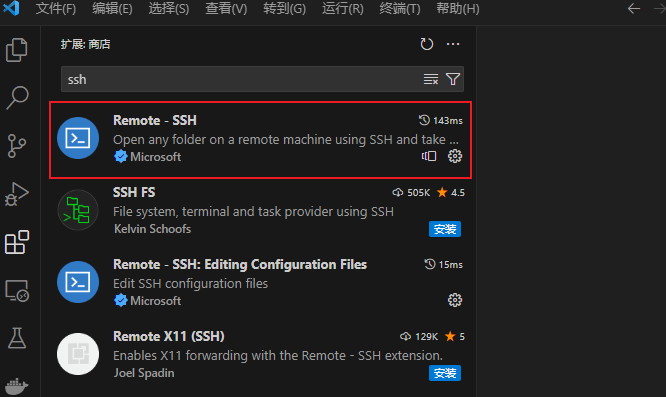 文件(F) 编辑(E) 选择(S) 查看(V) 转到(G) 运行(R) 终端(T) 帮助(H)
扩展: 商店
ssh
Remote - SSH 143ms
Open any folder on a remote machine using SSH and take ...
Microsoft
SSH FS 505K 4.5
File system, terminal and task provider using SSH
Kelvin Schoofs 安装
Remote - SSH: Editing Configuration Files 15ms
Edit SSH configuration files
Microsoft
Remote X11 (SSH) 129K 5
Enables X11 forwarding with the Remote - SSH extension.
Joel Spadin 安装